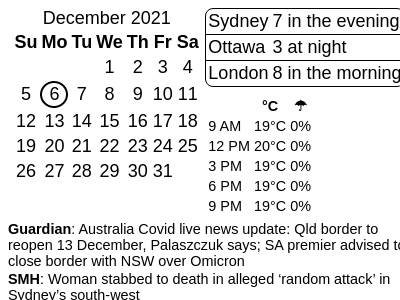 December 2021
Su Mo Tu We Th Fr Sa
1 2 3 4
5 6 7 8 9 10 11
12 13 14 15 16 17 18
19 20 21 22 23 24 25
26 27 28 29 30 31
Sydney 7 in the evening
Ottawa 3 at night
London 8 in the morning
°C ☂
9 AM 19°C 0%
12 PM 20°C 0%
3 PM 19°C 0%
6 PM 19°C 0%
9 PM 19°C 0%
Guardian: Australia Covid live news update: Qld border to
reopen 13 December, Palaszczuk says; SA premier advised to
close border with NSW over Omicron
SMH: Woman stabbed to death in alleged ‘random attack’ in
Sydney’s south-west